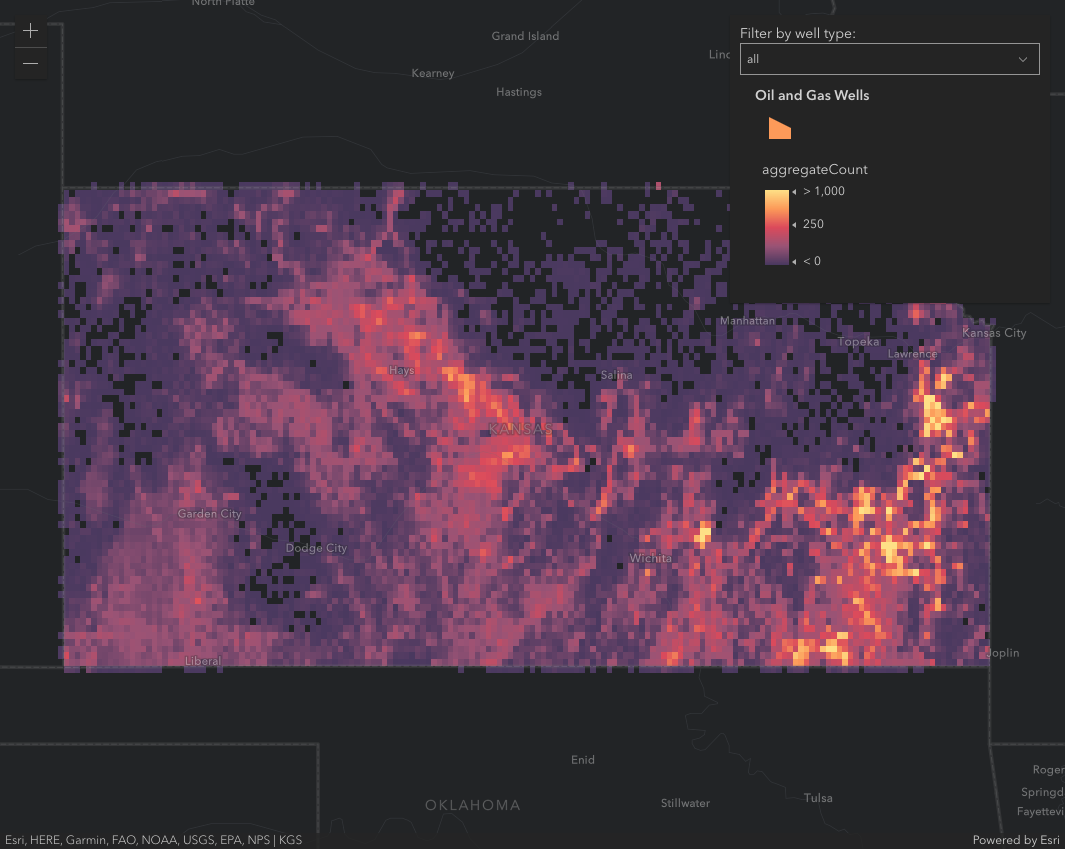 North Platte
+
Grand Island
Filter by well type:
Kearney
all
Hastings
Oil and Gas Wells
aggregateCount
> 1,000
250
< 0
Manhattan
Kansas City
Topeka
Lawrence
Hays
Salina
KANSAS
Garden City
Dodge City
Wichita
Liberal
Joplin
Enid
Roger
Springd
OKLAHOMA
Stillwater
Tulsa
Fayettevi
Esri, HERE, Garmin, FAO, NOAA, USGS, EPA, NPS | KGS
Powered by Esri